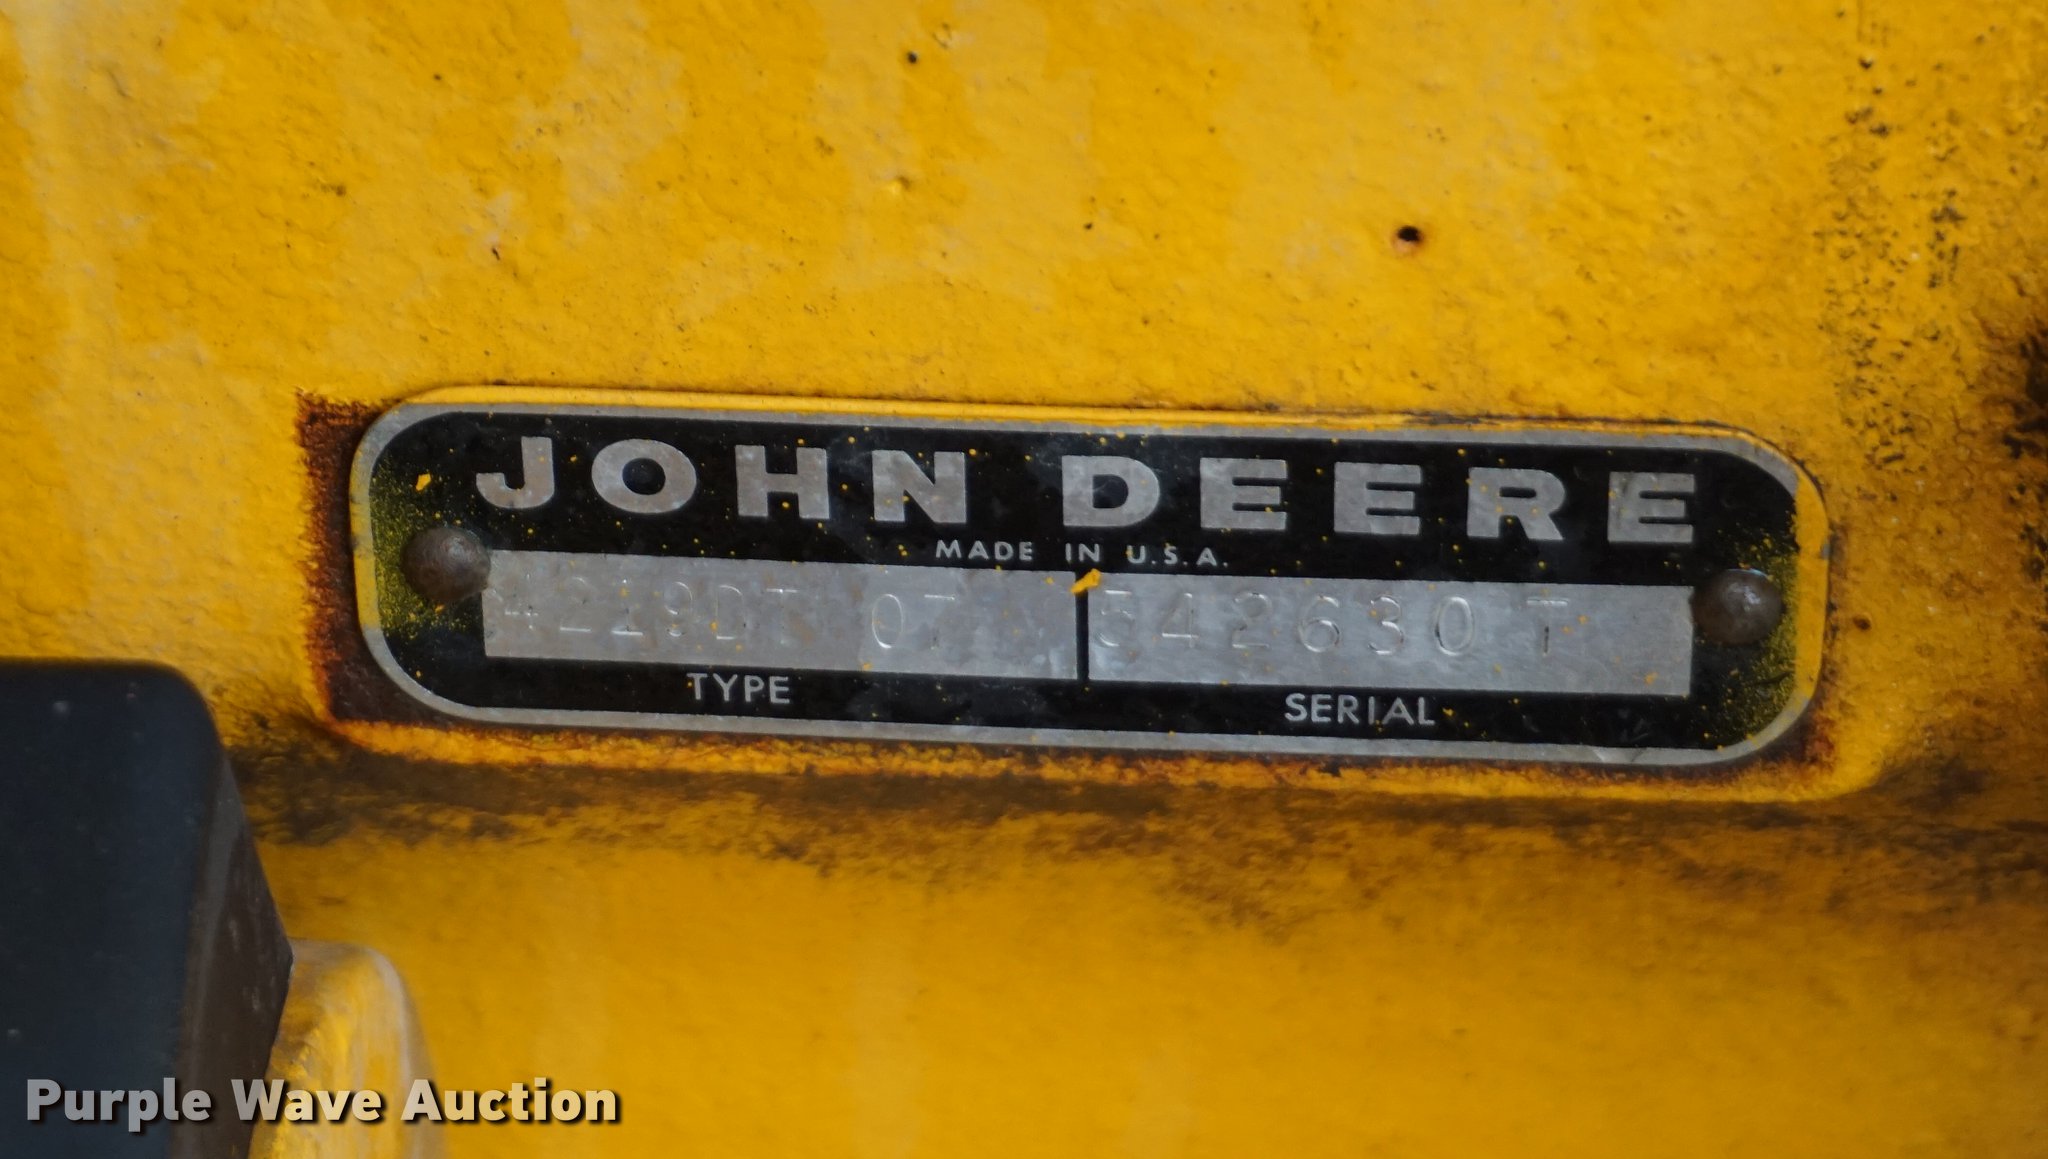 JOHN DEERE
MADE IN U.S.A.
4219DT 07 542630 T
TYPE SERIAL
Purple Wave Auction